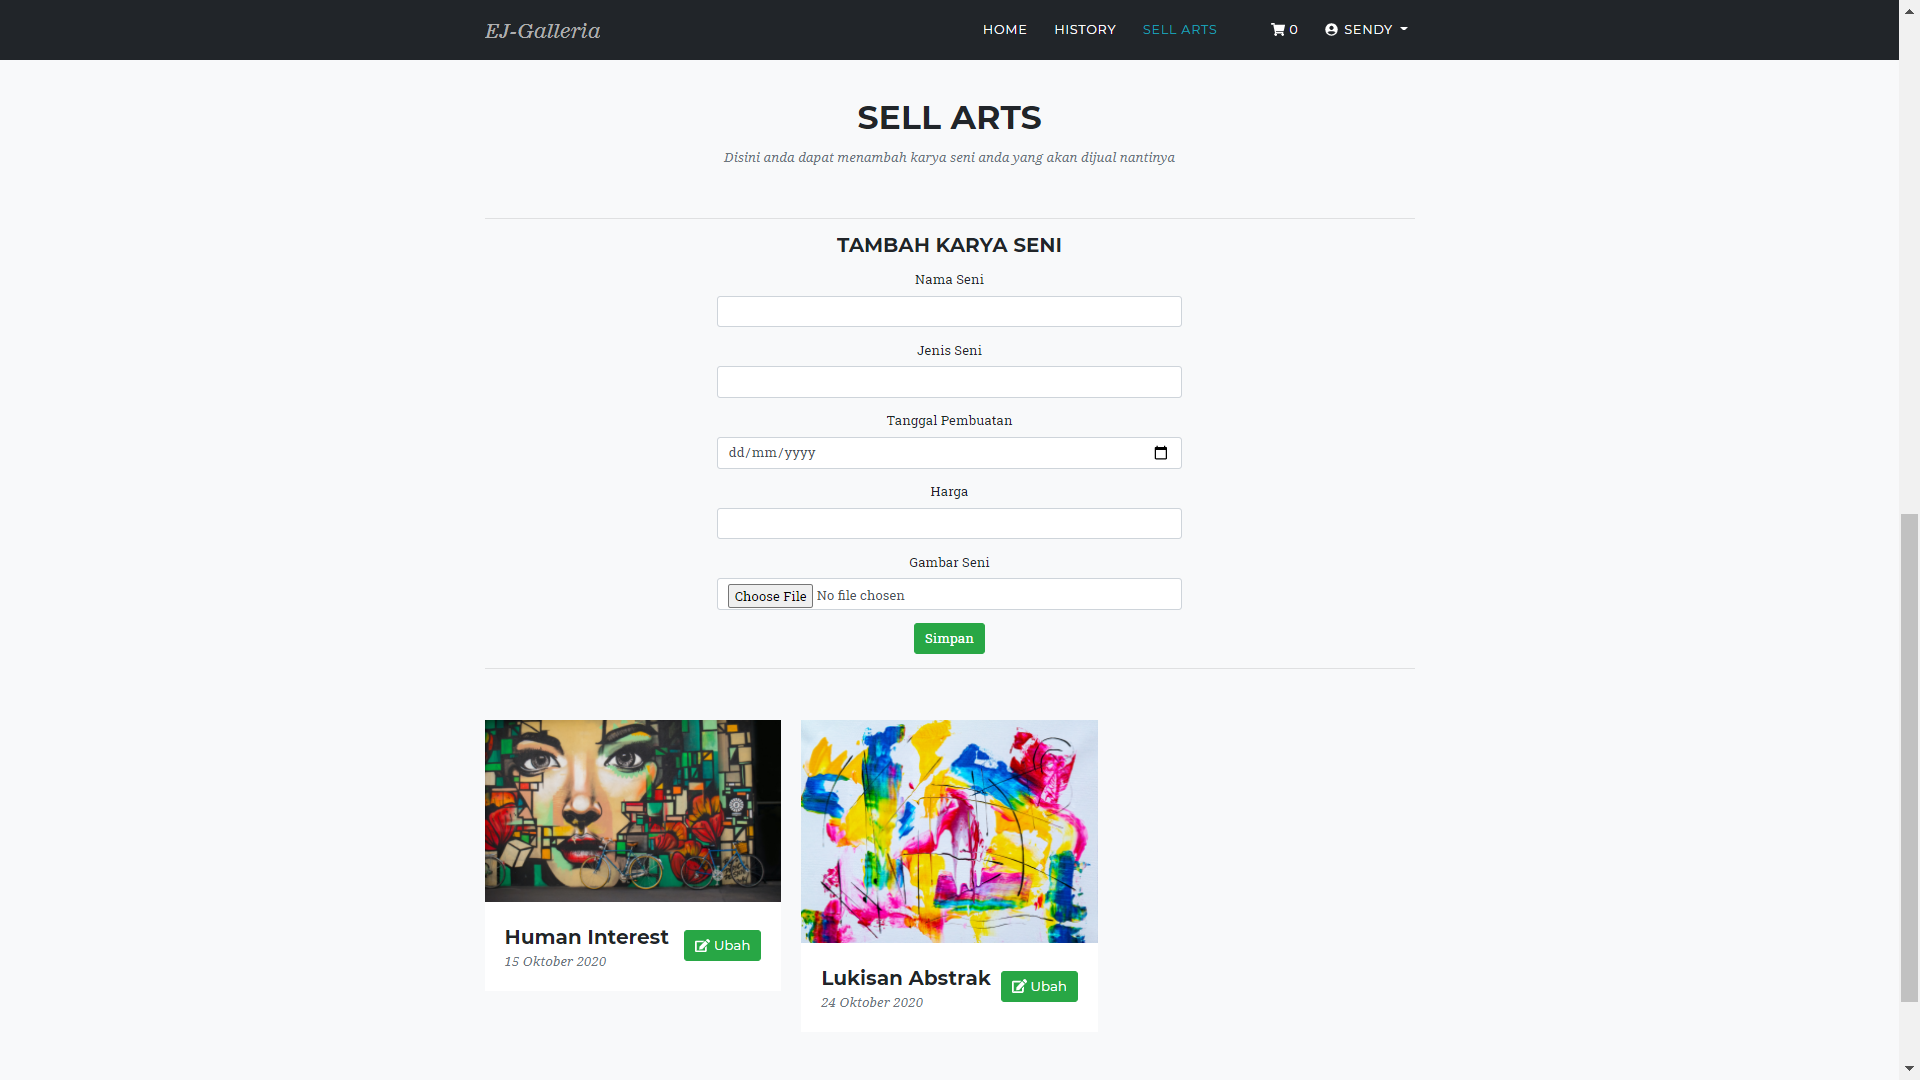 EJ-Galleria
HOME HISTORY SELL ARTS 0 SENDY
SELL ARTS
Disini anda dapat menambah karya seni anda yang akan dijual nantinya
TAMBAH KARYA SENI
Nama Seni
Jenis Seni
Tanggal Pembuatan
dd/mm/yyyy
Harga
Gambar Seni
Choose File No file chosen
Simpan
Human Interest
15 Oktober 2020
Ubah
Lukisan Abstrak
24 Oktober 2020
Ubah